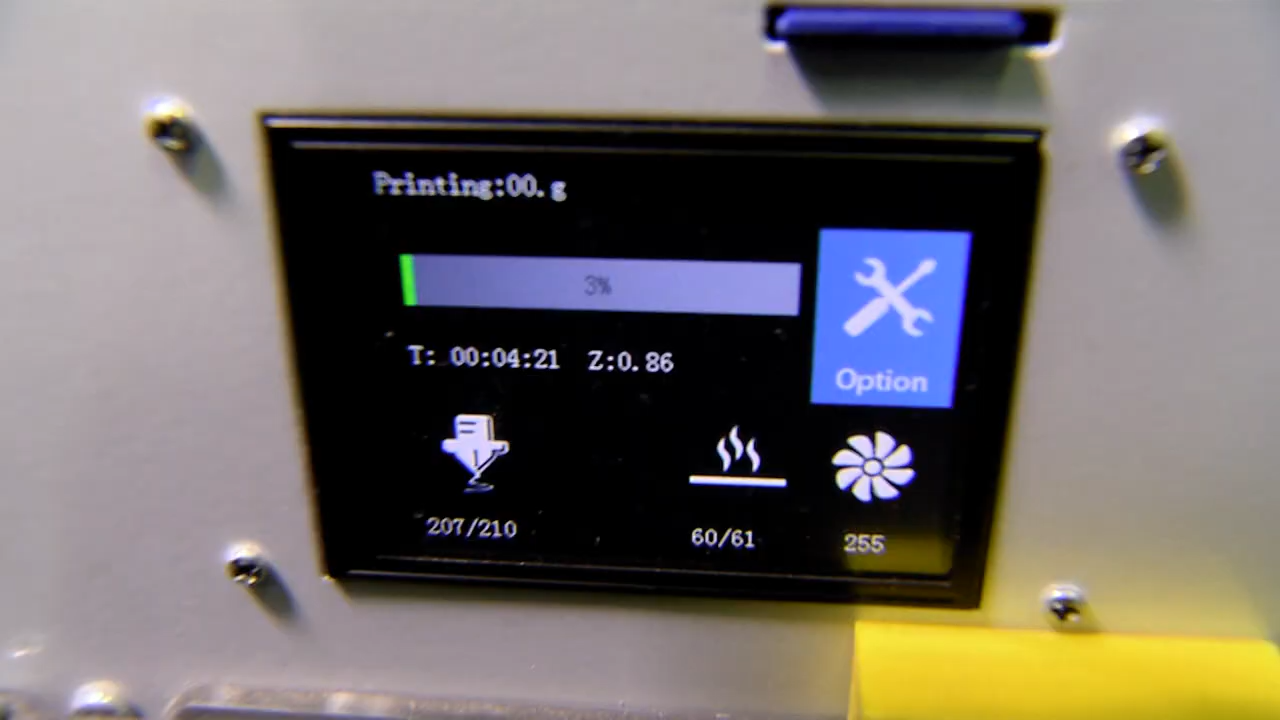 Printing:00.g
3%
T: 00:04:21 Z:0.86
Option
207/210
60/61
255